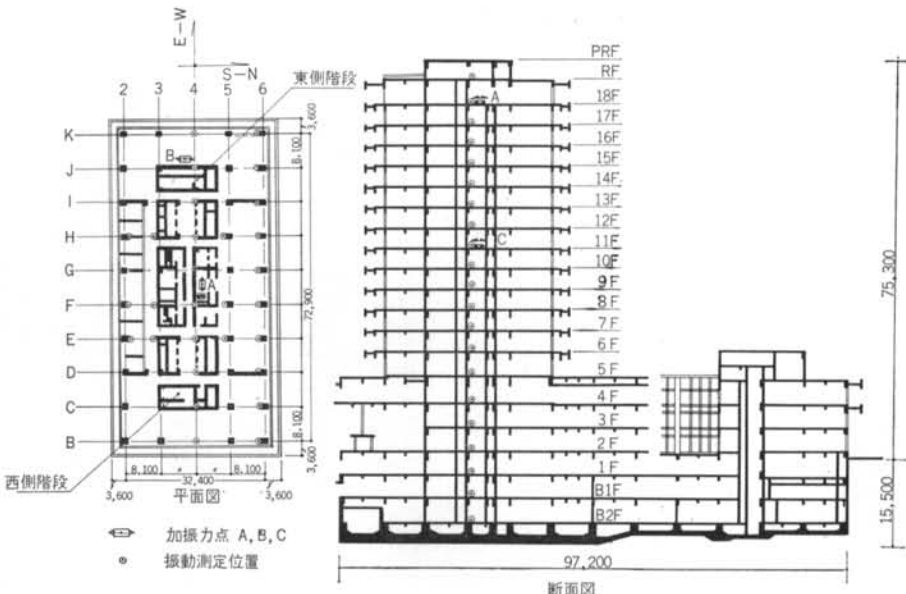 E-W
S-N
東側階段
2 3 4 5 6
K
J
I
H
G
F
E
D
C
B
B
A
3,600
8,100
72,900
8,100
3,600
8,100 〃 〃 8,100
32,400
3,600 3,600
西側階段
平面図
加振力点 A,B,C
振動測定位置
PRF
RF
18F
17F
16F
15F
14F
13F
12F
11F
10F
9F
8F
7F
6F
5F
4F
3F
2F
1F
B1F
B2F
A
C
75,300
15,500
97,200
断面図